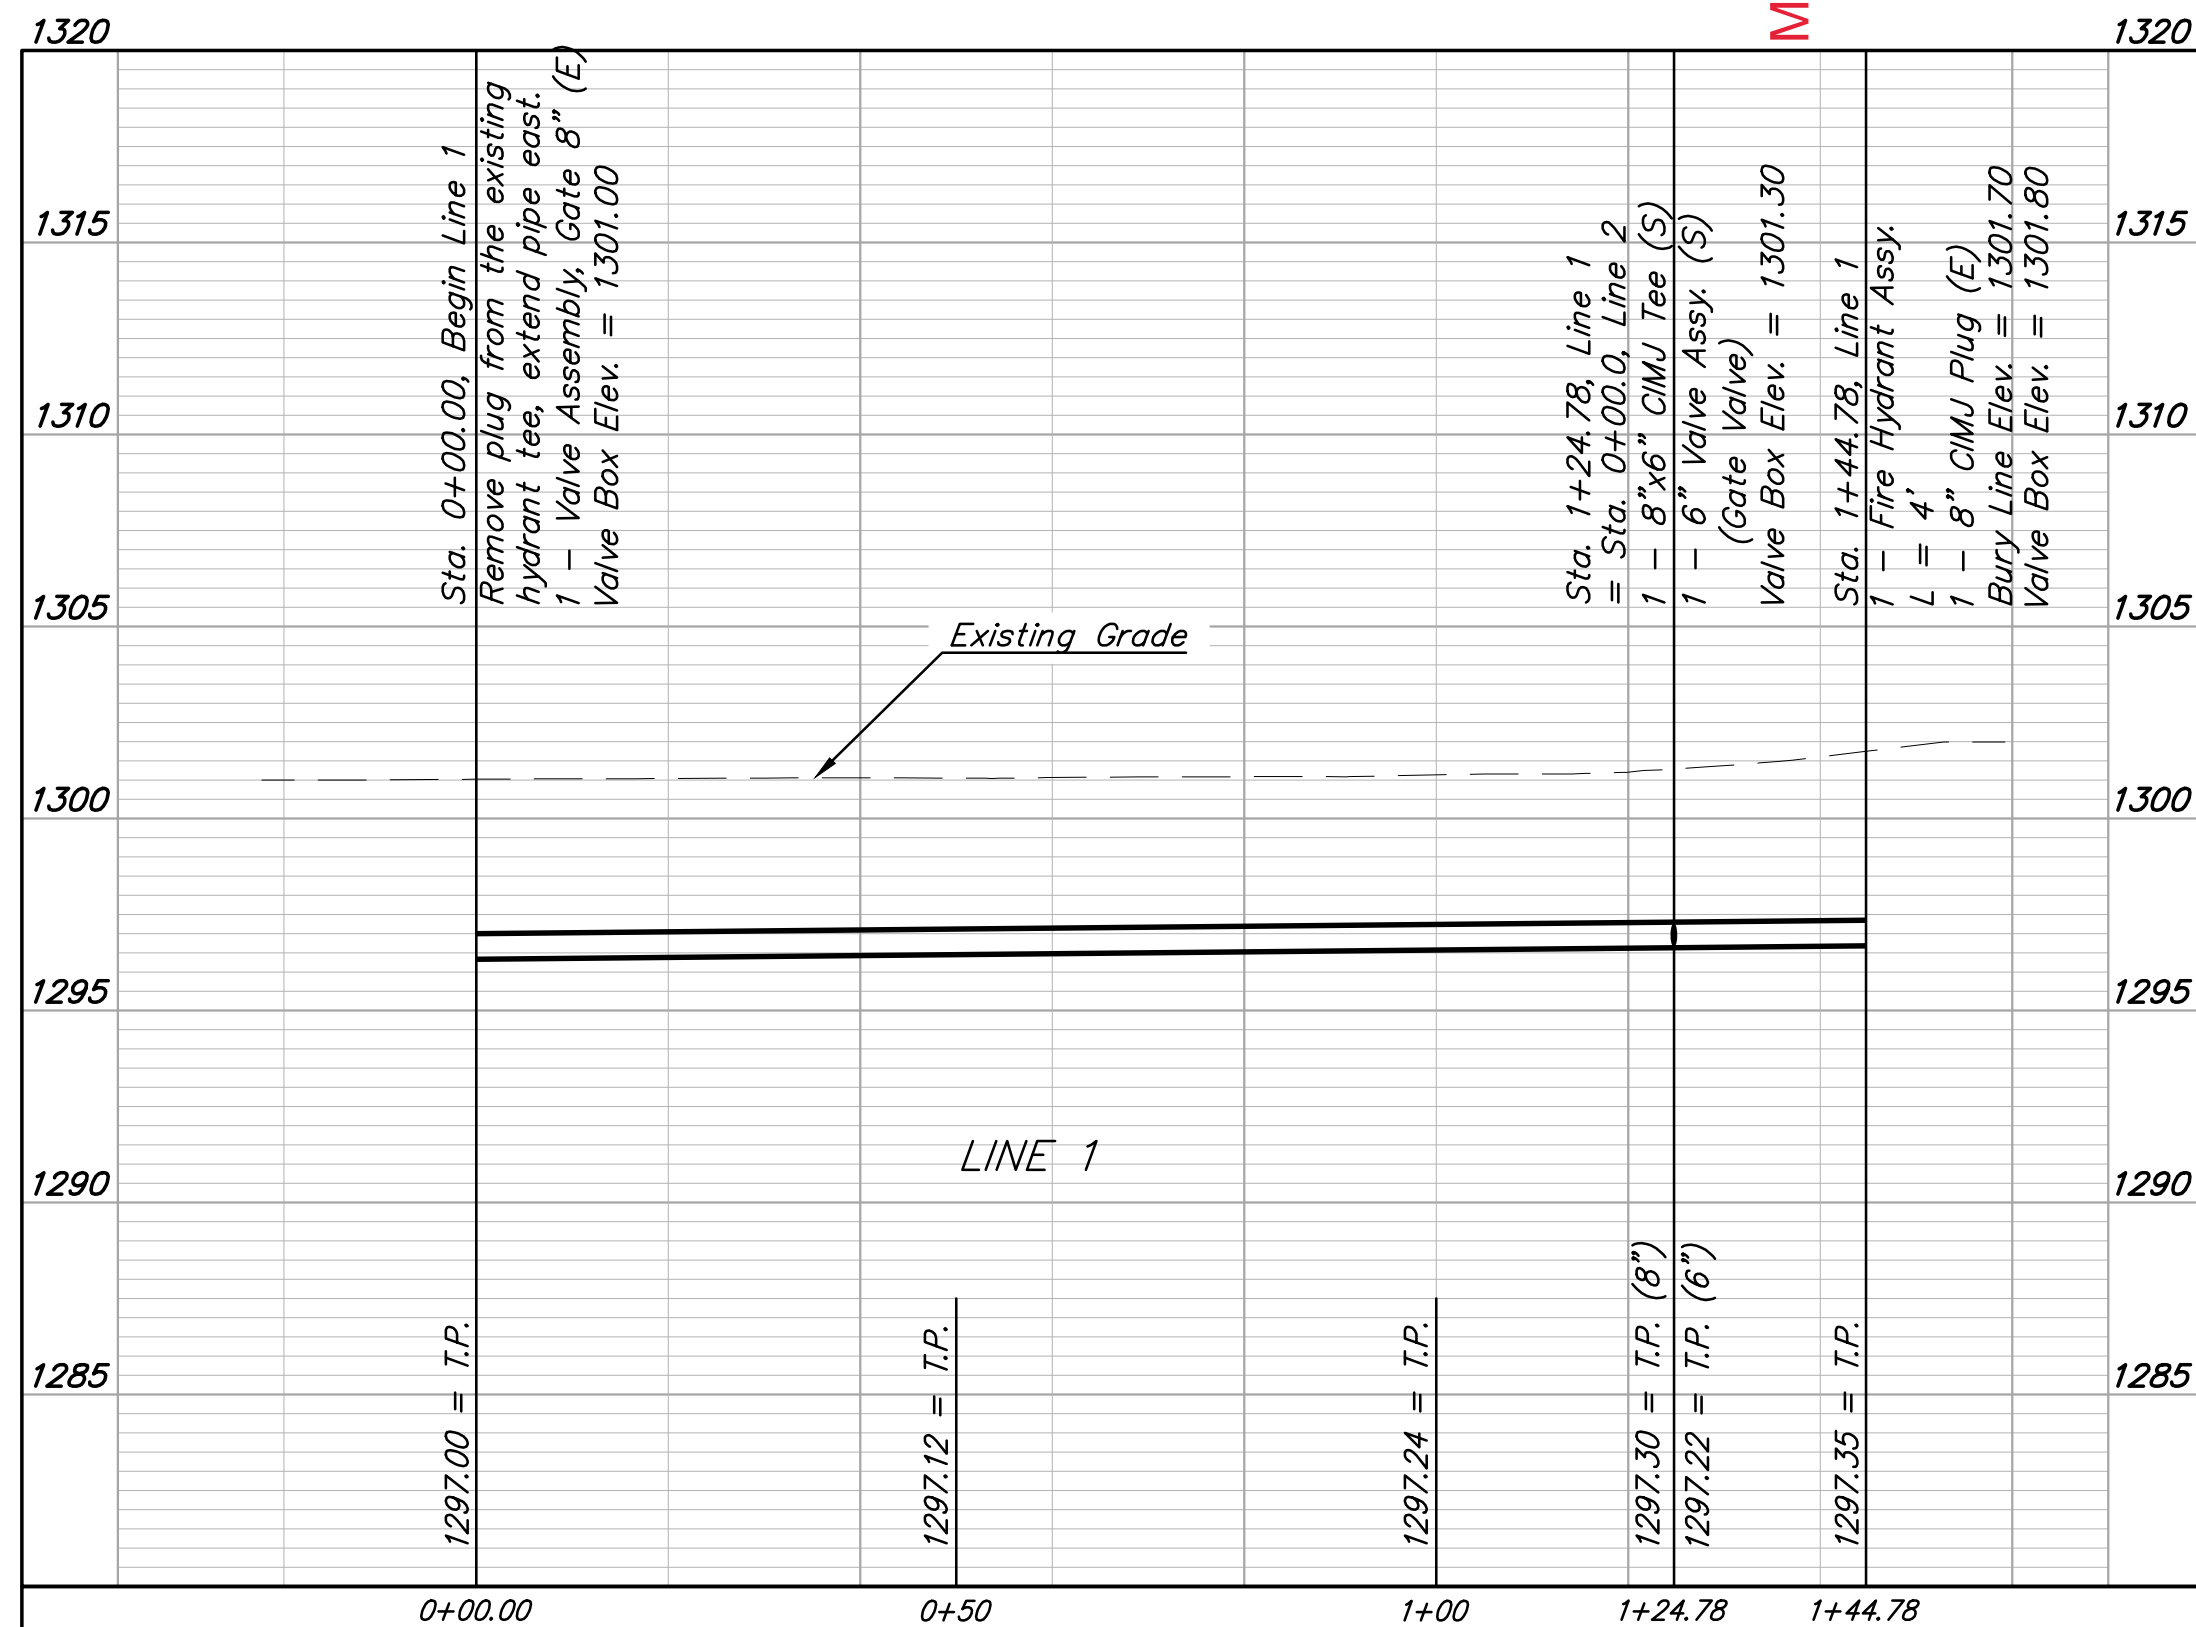 M
1320
1320
1315
1315
1310
1310
1305
1305
1300
1300
1295
1295
1290
1290
1285
1285
Sta. 0+00.00, Begin Line 1
Remove plug from the existing
hydrant tee, extend pipe east.
1 - Valve Assembly, Gate 8" (E)
Valve Box Elev. = 1301.00
Sta. 1+24.78, Line 1
= Sta. 0+00.0, Line 2
1 - 8"x6" CIMJ Tee (S)
1 - 6" Valve Assy. (S)
(Gate Valve)
Valve Box Elev. = 1301.30
Sta. 1+44.78, Line 1
1 - Fire Hydrant Assy.
L = 4'
1 - 8" CIMJ Plug (E)
Bury Line Elev. = 1301.70
Valve Box Elev. = 1301.80
Existing Grade
LINE 1
1297.00 = T.P.
1297.12 = T.P.
1297.24 = T.P.
1297.30 = T.P. (8")
1297.22 = T.P. (6")
1297.35 = T.P.
0+00.00
0+50
1+00
1+24.78
1+44.78